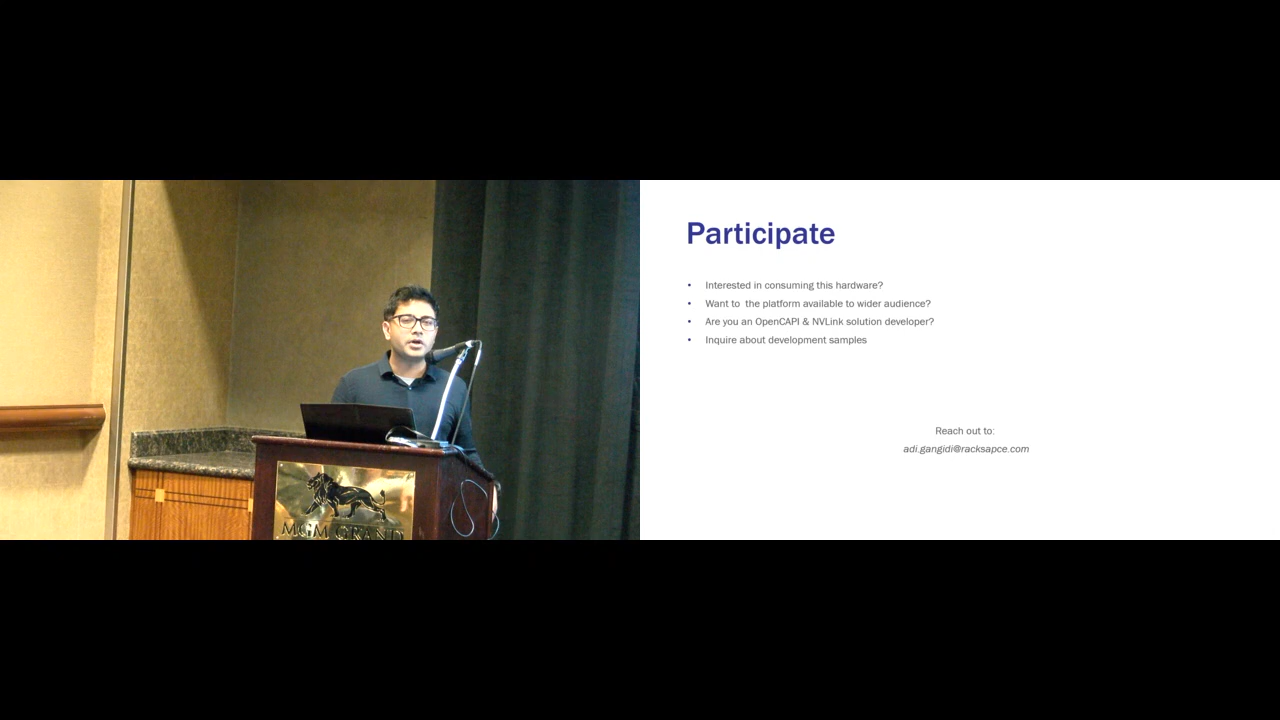 MGM GRAND
Participate
• Interested in consuming this hardware?
• Want to  the platform available to wider audience?
• Are you an OpenCAPI & NVLink solution developer?
• Inquire about development samples
Reach out to:
adi.gangidi@racksapce.com